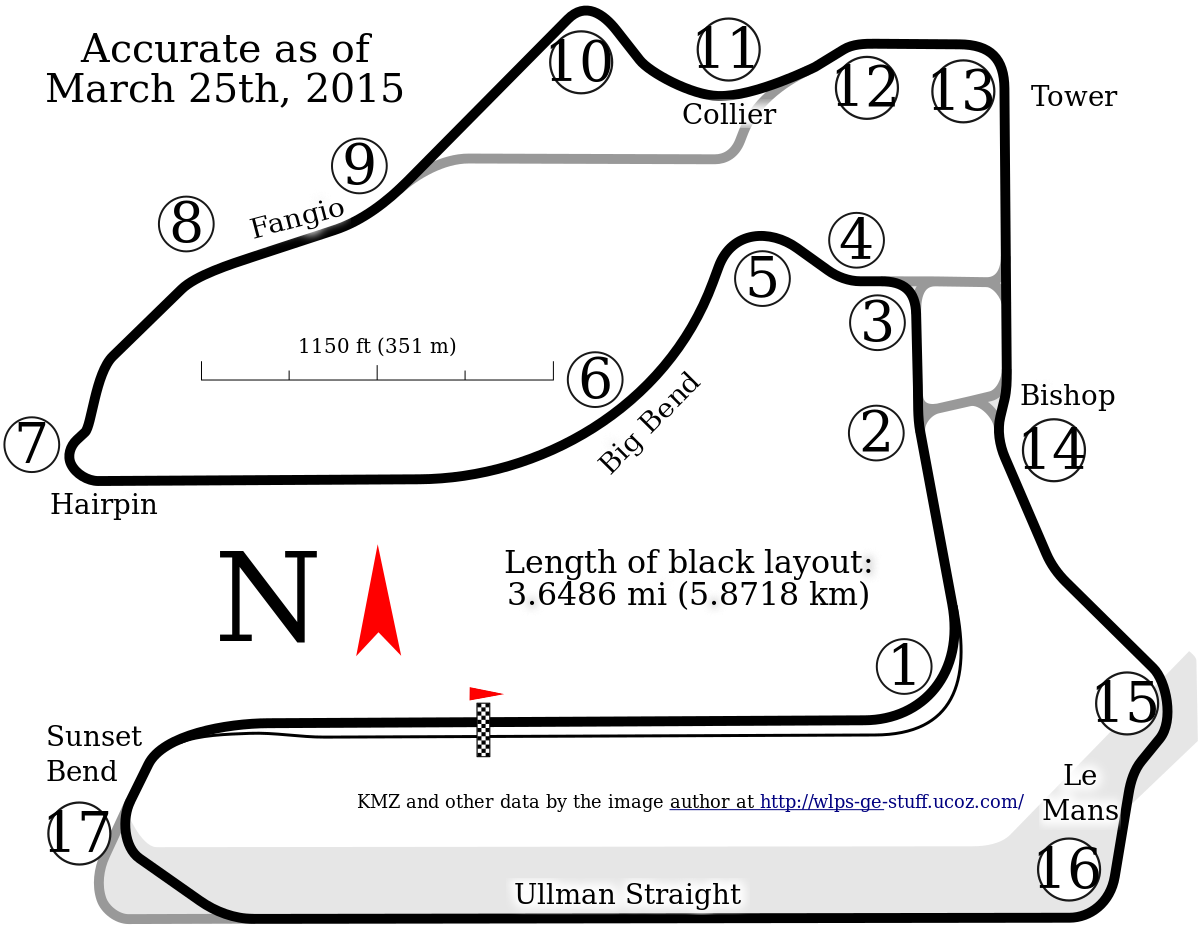 Accurate as of
March 25th, 2015
10
11
Collier
12
13
Tower
9
8
Fangio
4
5
3
1150 ft (351 m)
6
Big Bend
2
Bishop
14
7
Hairpin
N
Length of black layout:
3.6486 mi (5.8718 km)
1
15
Sunset
Bend
Le
Mans
KMZ and other data by the image author at http://wlps-ge-stuff.ucoz.com/
17
16
Ullman Straight